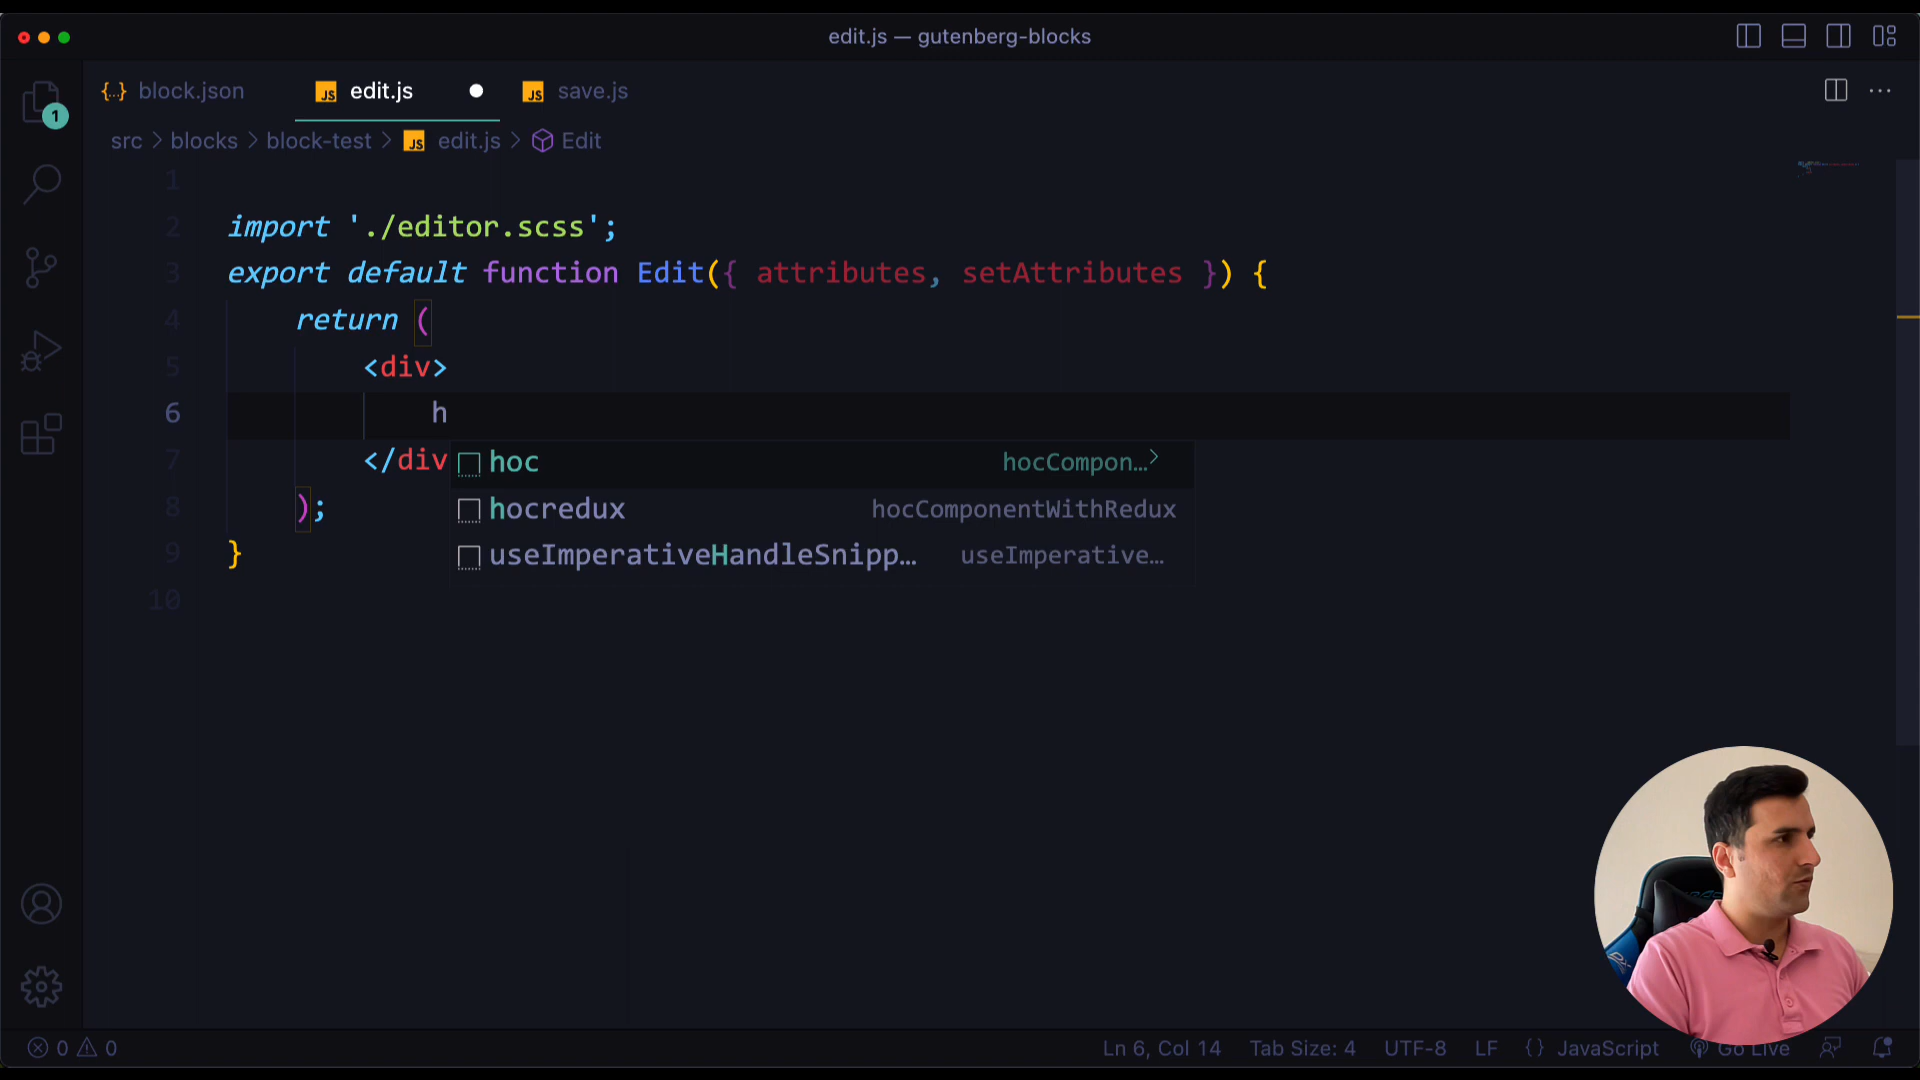 edit.js — gutenberg-blocks
{..} block.json JS edit.js JS save.js
src > blocks > block-test > JS edit.js > Edit
1
1
2 import './editor.scss';
3 export default function Edit({ attributes, setAttributes }) {
4 return (
5 <div>
6 h
7 </div
hoc hocCompon…>
8 );
hocredux hocComponentWithRedux
9 }
useImperativeHandleSnipp… useImperative…
10
0 0 Ln 6, Col 14 Tab Size: 4 UTF-8 LF {} JavaScript Go Live